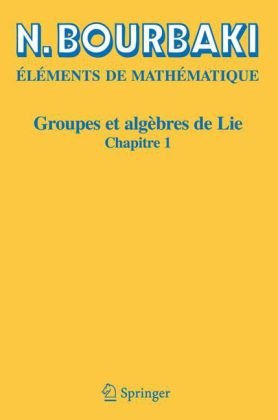 N. BOURBAKI
ÉLÉMENTS DE MATHÉMATIQUE
Groupes et algèbres de Lie
Chapitre 1
Springer